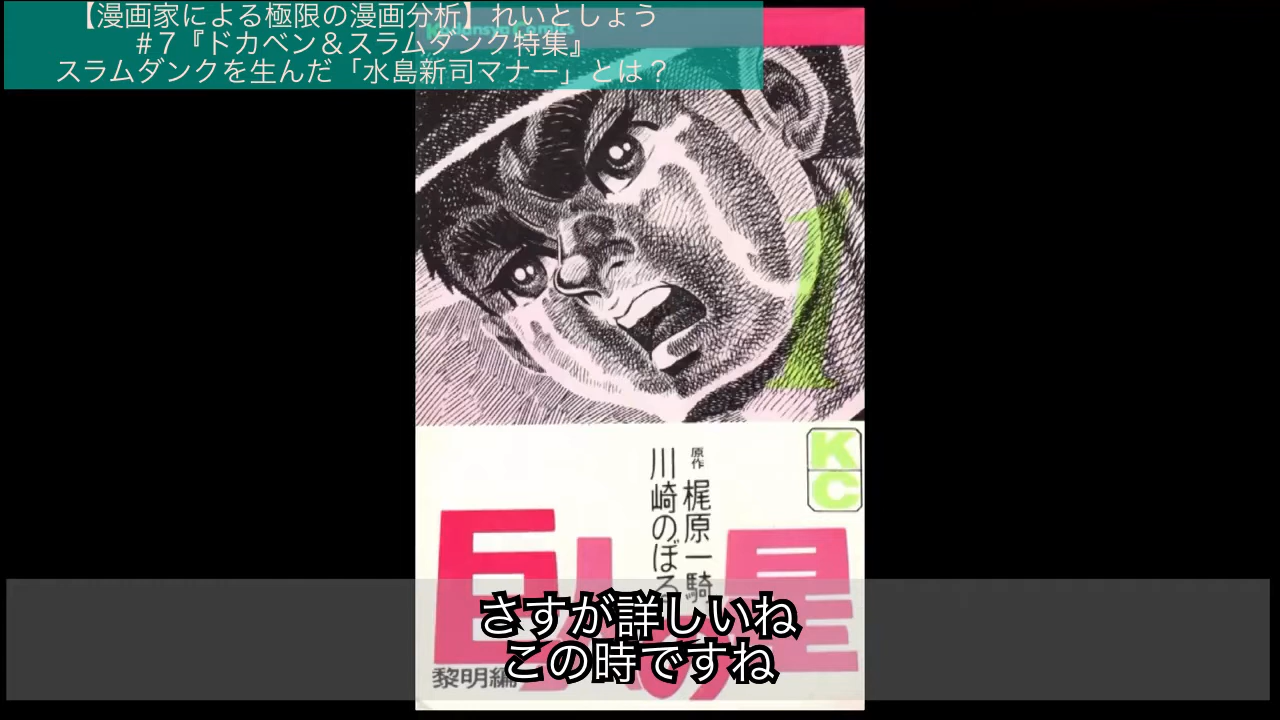 【漫画家による極限の漫画分析】れいとしょう
#7『ドカベン＆スラムダンク特集』
スラムダンクを生んだ「水島新司マナー」とは？
Kodansya Comics
1
KC
原作 梶原一騎
川崎のぼる
巨人の星
黎明編
さすが詳しいね
この時ですね